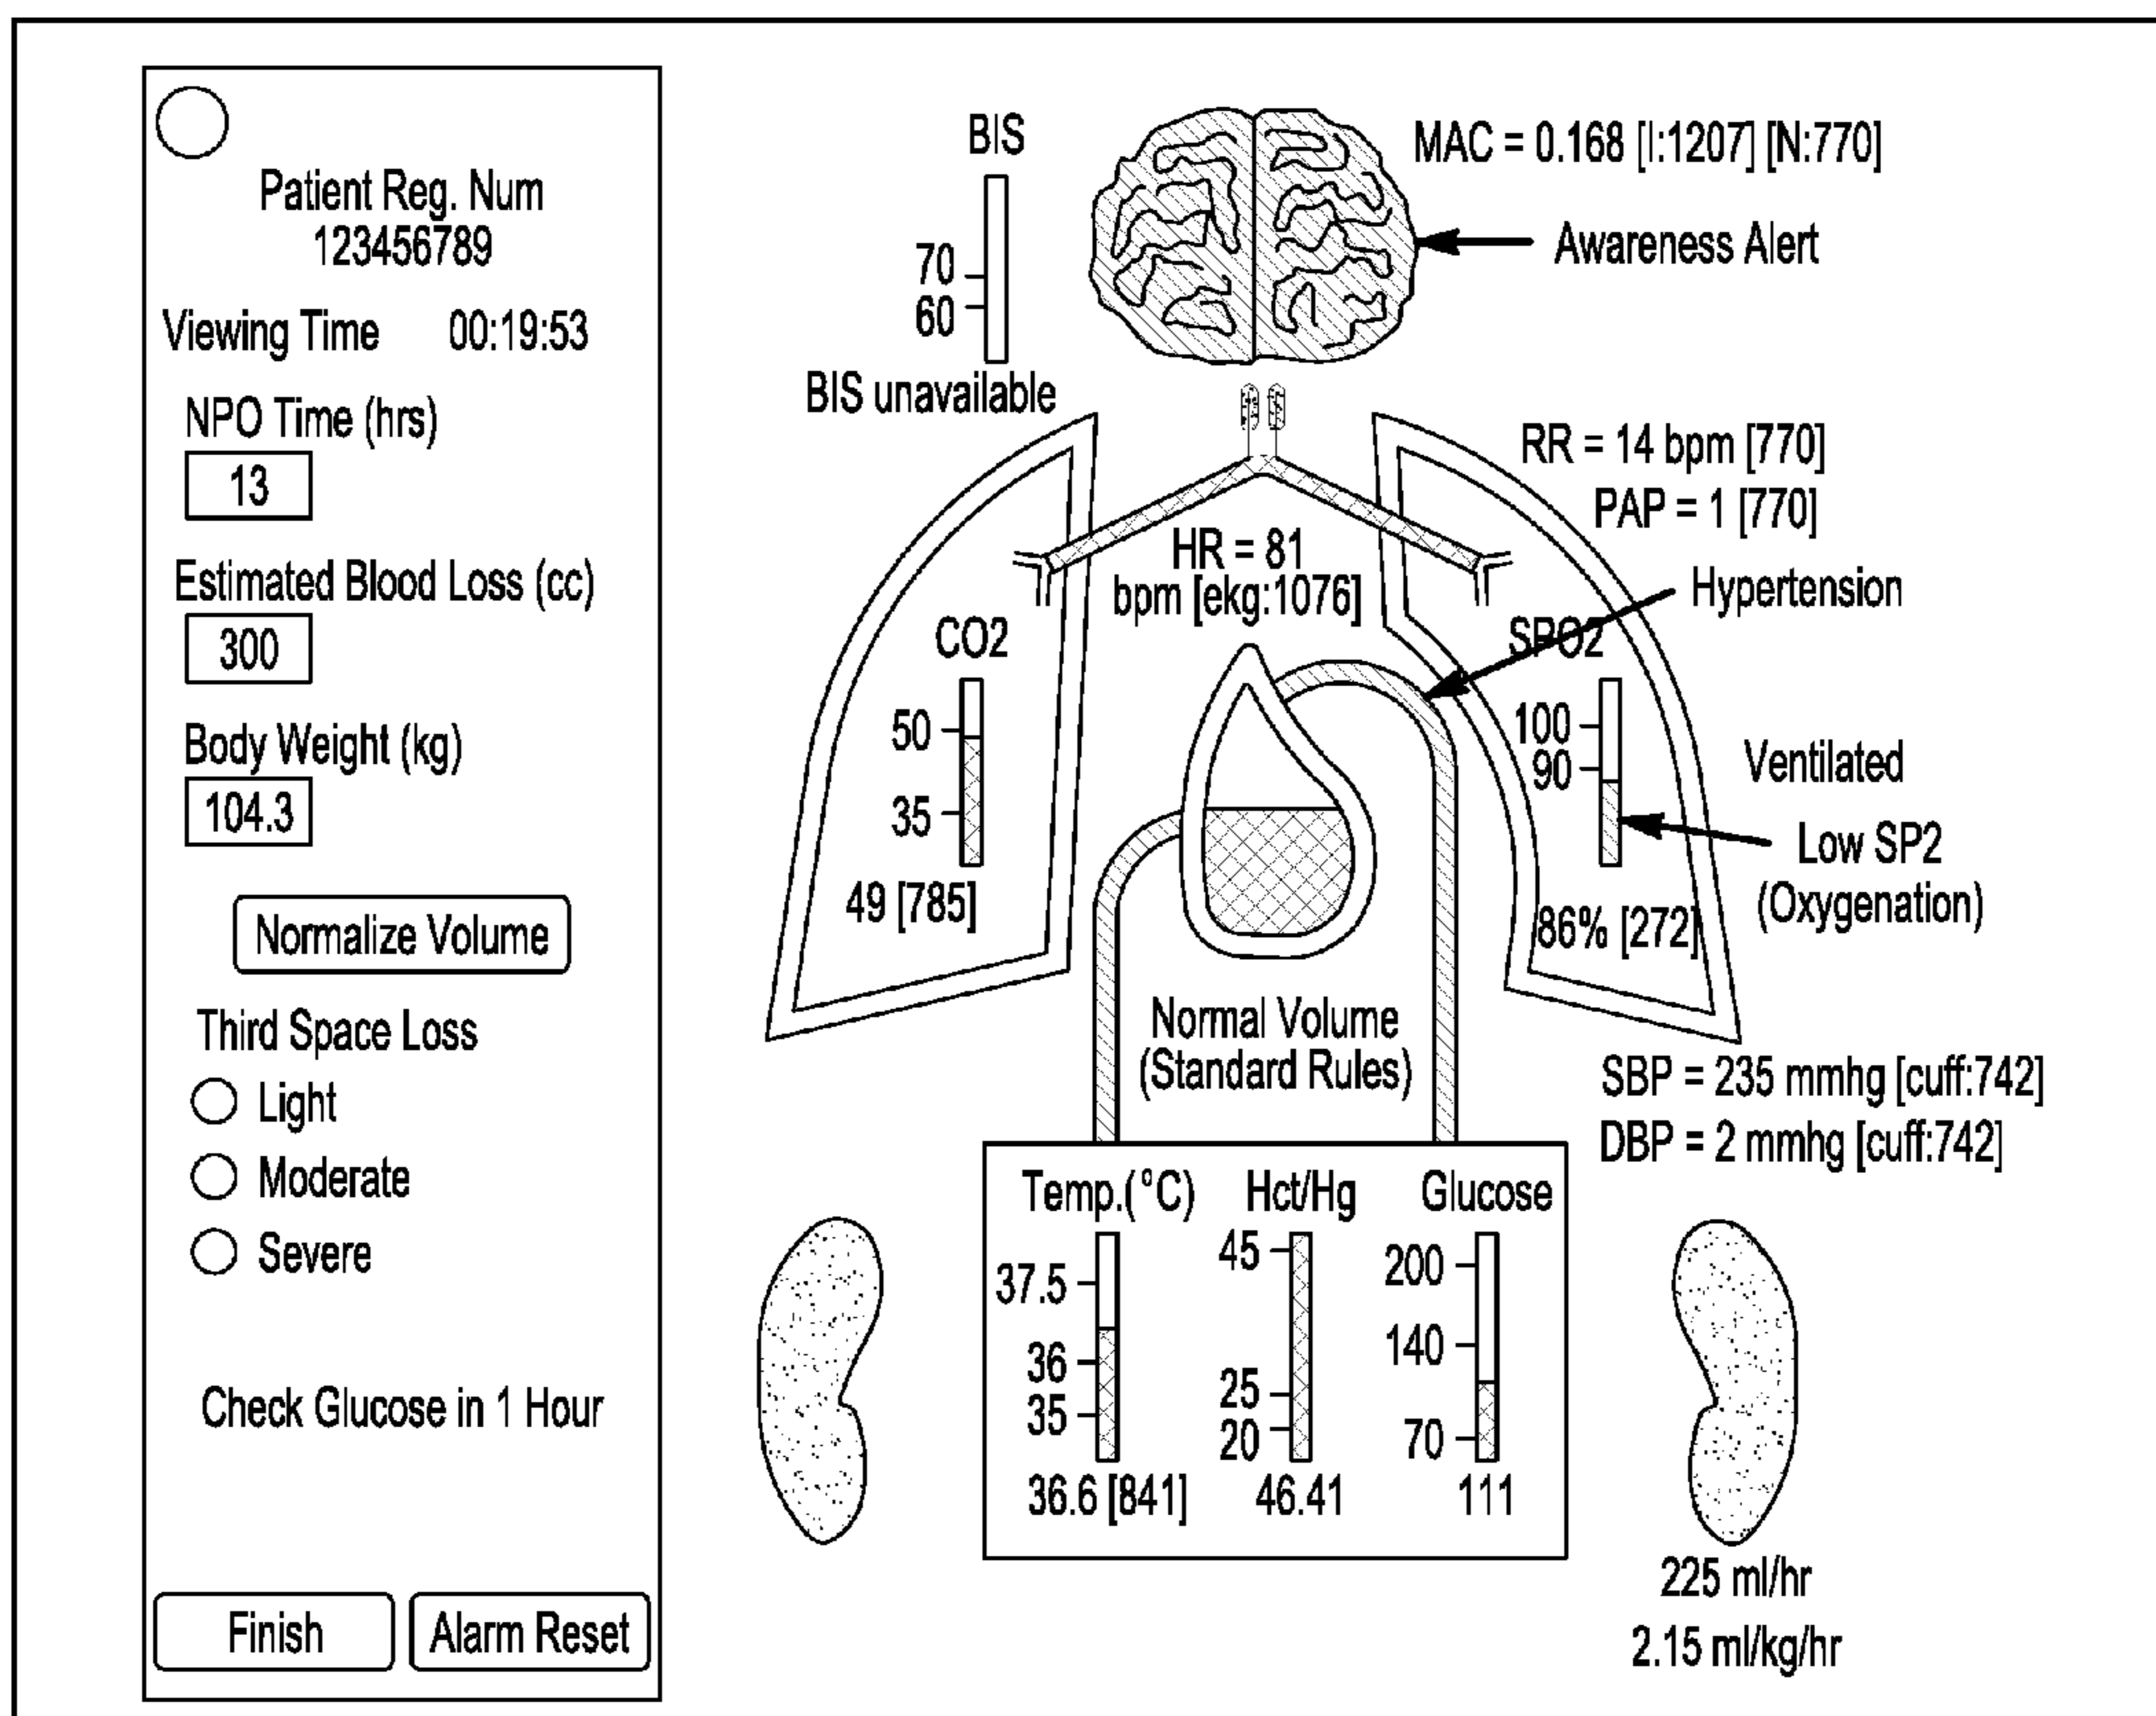 Patient Reg. Num
123456789
Viewing Time 00:19:53
NPO Time (hrs)
13
Estimated Blood Loss (cc)
300
Body Weight (kg)
104.3
Normalize Volume
Third Space Loss
Light
Moderate
Severe
Check Glucose in 1 Hour
Finish
Alarm Reset
BIS
70
60
BIS unavailable
MAC = 0.168 [I:1207] [N:770]
Awareness Alert
RR = 14 bpm [770]
PAP = 1 [770]
HR = 81
bpm [ekg:1076]
Hypertension
CO2
50
35
49 [785]
SPO2
100
90
86% [272]
Ventilated
Low SP2
(Oxygenation)
Normal Volume
(Standard Rules)
SBP = 235 mmhg [cuff:742]
DBP = 2 mmhg [cuff:742]
Temp.(°C)
37.5
36
35
36.6 [841]
Hct/Hg
45
25
20
46.41
Glucose
200
140
70
111
225 ml/hr
2.15 ml/kg/hr